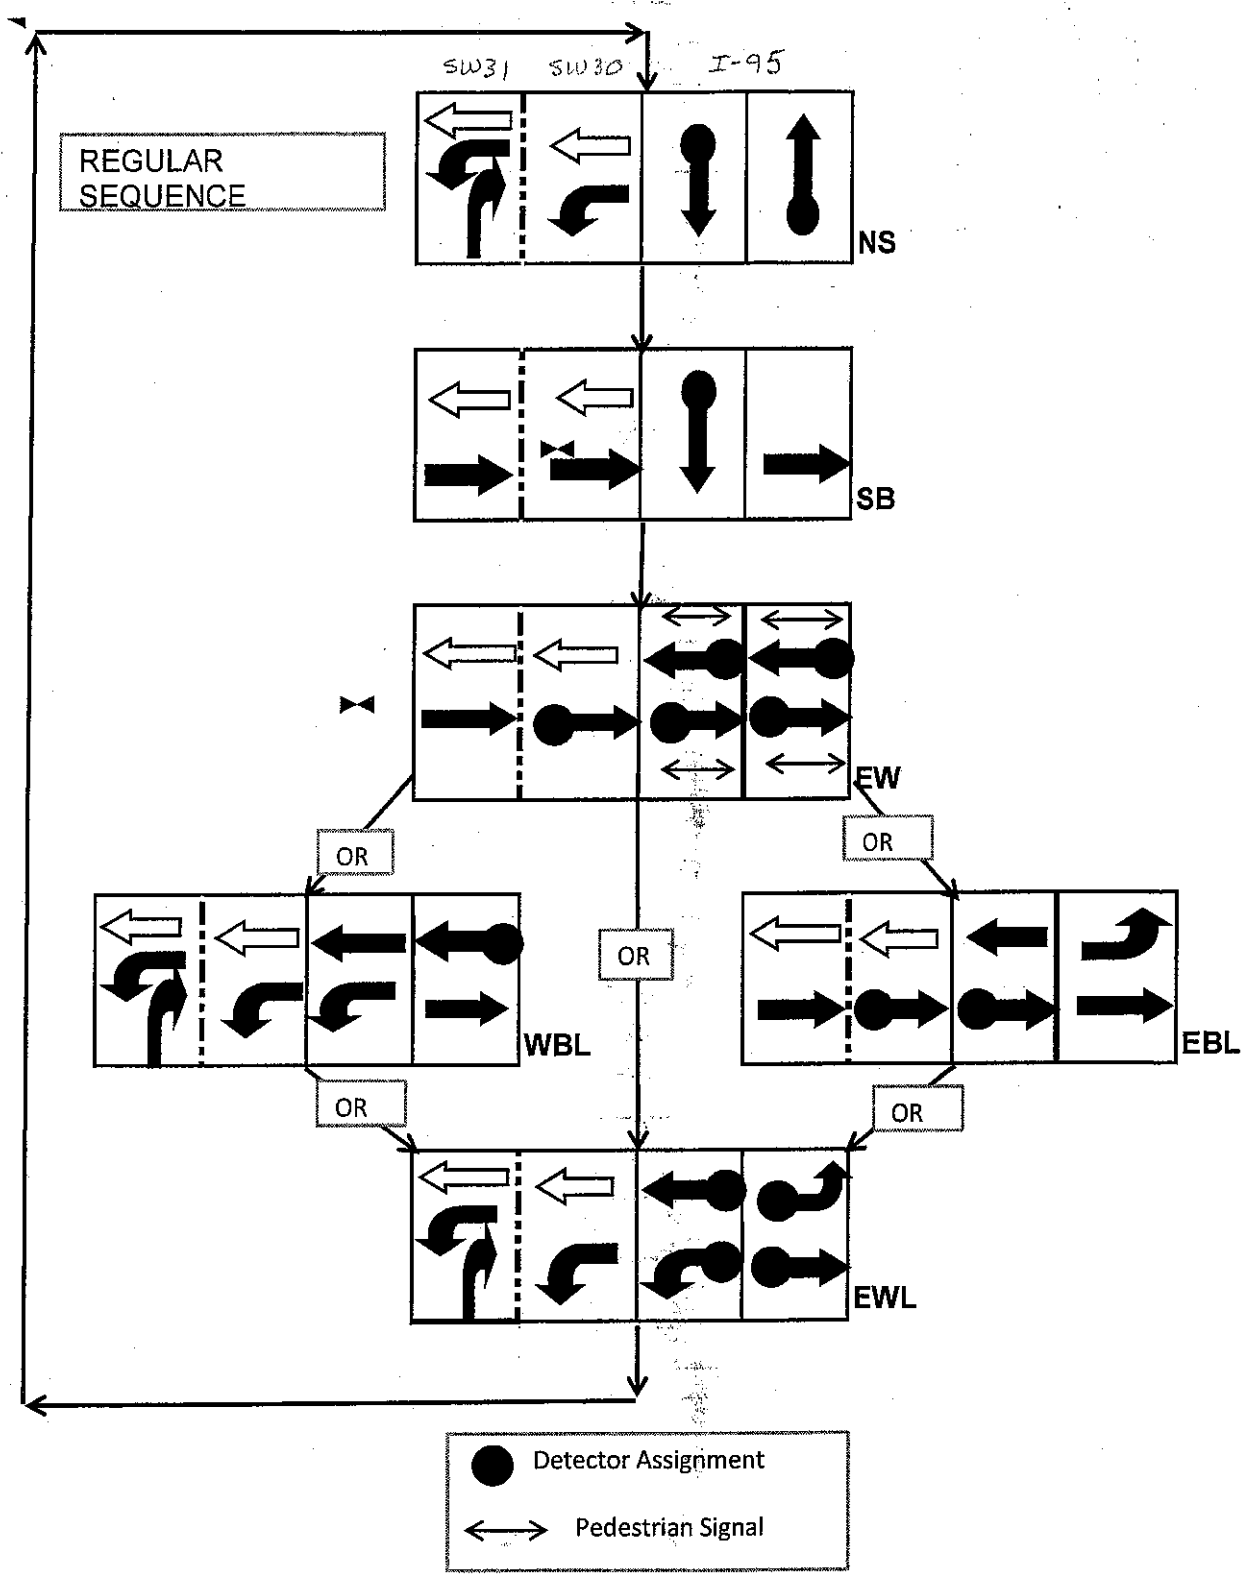 SW31 SW30 I-95
REGULAR
SEQUENCE
NS
SB
EW
OR
OR
OR
WBL
EBL
OR
OR
EWL
Detector Assignment
Pedestrian Signal